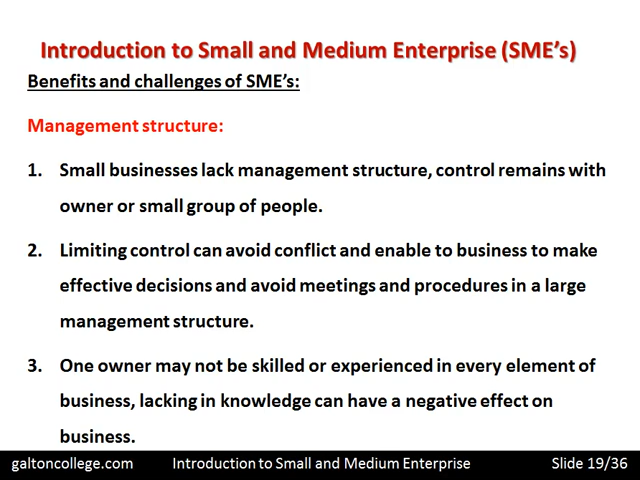 Introduction to Small and Medium Enterprise (SME's)
Benefits and challenges of SME's:
Management structure:
1. Small businesses lack management structure, control remains with
owner or small group of people.
2. Limiting control can avoid conflict and enable to business to make
effective decisions and avoid meetings and procedures in a large
management structure.
3. One owner may not be skilled or experienced in every element of
business, lacking in knowledge can have a negative effect on
business.
galtoncollege.com Introduction to Small and Medium Enterprise Slide 19/36